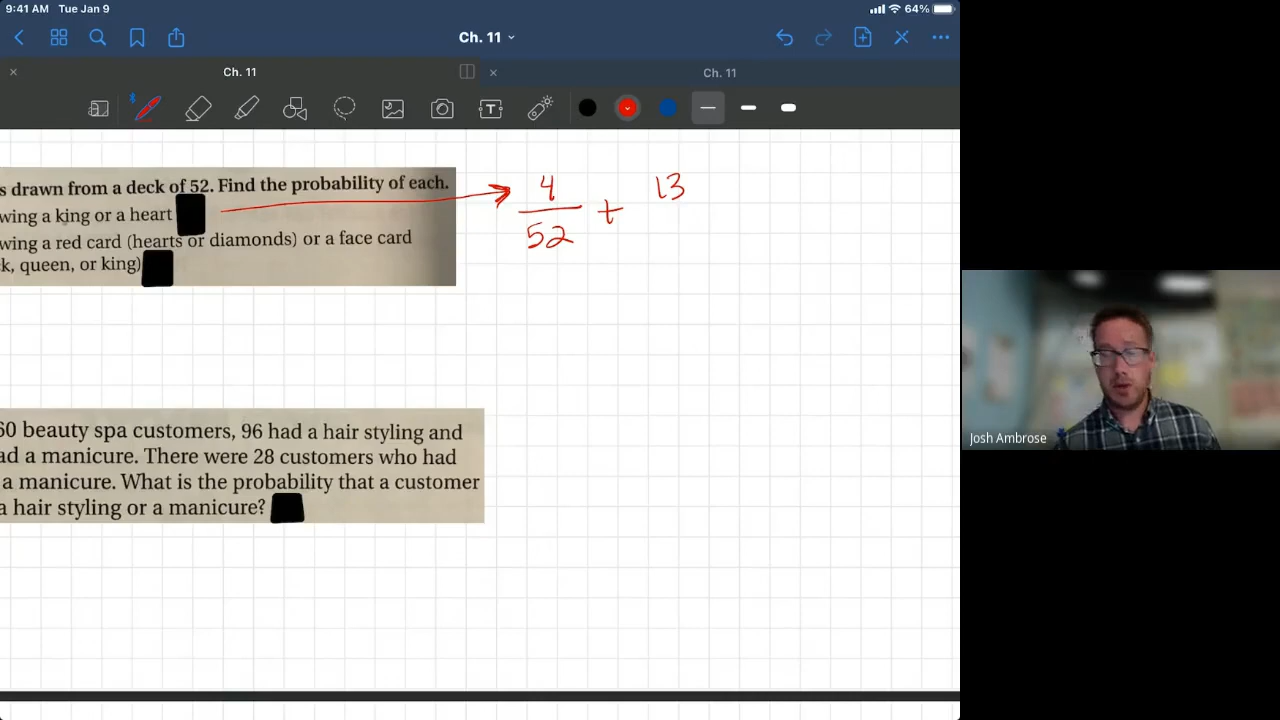 9:41 AM Tue Jan 9
64%
Ch. 11
Ch. 11
Ch. 11
T
s drawn from a deck of 52. Find the probability of each.
wing a king or a heart
wing a red card (hearts or diamonds) or a face card
k, queen, or king)
4
52
+
13
60 beauty spa customers, 96 had a hair styling and
ad a manicure. There were 28 customers who had
a manicure. What is the probability that a customer
a hair styling or a manicure?
Josh Ambrose